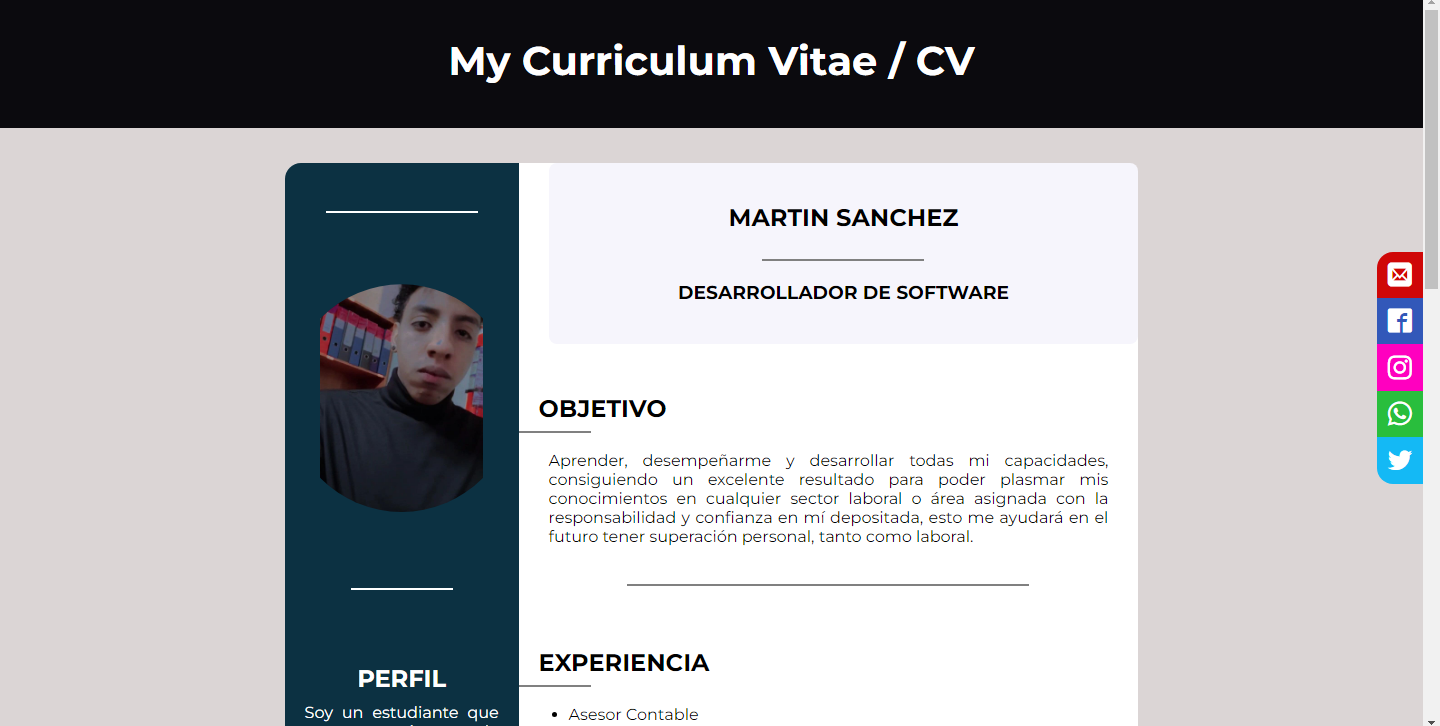 My Curriculum Vitae / CV
MARTIN SANCHEZ
DESARROLLADOR DE SOFTWARE
OBJETIVO
Aprender, desempeñarme y desarrollar todas mi capacidades,
consiguiendo un excelente resultado para poder plasmar mis
conocimientos en cualquier sector laboral o área asignada con la
responsabilidad y confianza en mí depositada, esto me ayudará en el
futuro tener superación personal, tanto como laboral.
EXPERIENCIA
Asesor Contable
PERFIL
Soy un estudiante que